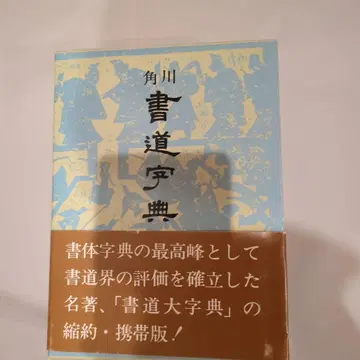 角川
書道字典
書体字典の最高峰として
書道界の評価を確立した
名著、「書道大字典」の
縮約・携帯版!